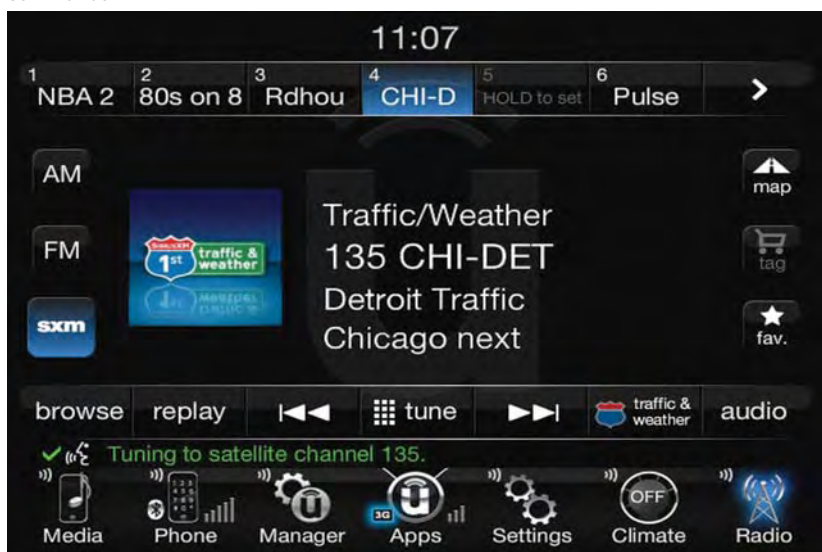 11:07
1 2 3 4 5 6
NBA 2 80s on 8 Rdhou CHI-D HOLD to set Pulse
AM
map
Traffic/Weather
FM
SiriusXM
1st traffic & weather
135 CHI-DET
tag
Detroit Traffic
sxm
Chicago next
fav.
browse replay tune traffic & weather audio
Tuning to satellite channel 135.
3G
OFF
Media Phone Manager Apps Settings Climate Radio